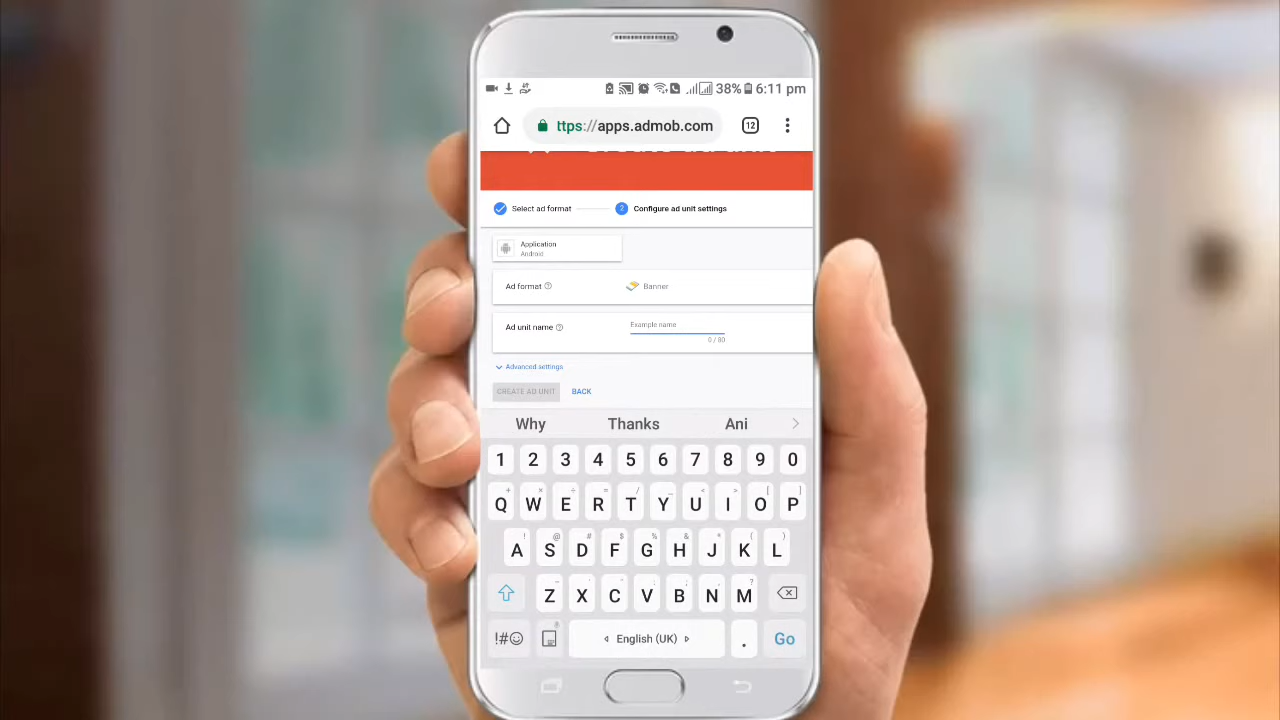 38% 6:11 pm
ttps://apps.admob.com 12
Select ad format 2 Configure ad unit settings
Application
Android
Ad format ? Banner
Ad unit name ? Example name
0 / 80
Advanced settings
CREATE AD UNIT BACK
Why Thanks Ani
1 2 3 4 5 6 7 8 9 0
Q W E R T Y U I O P
A S D F G H J K L
Z X C V B N M
!#☺ English (UK) . Go